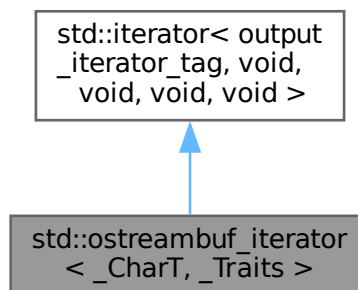 std::iterator< output
_iterator_tag, void,
void, void, void >
std::ostreambuf_iterator
< _CharT, _Traits >